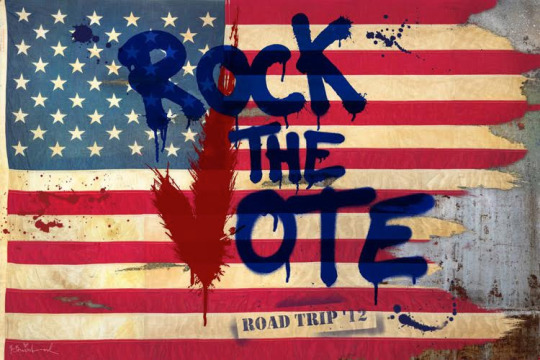 ROCK
THE
VOTE
ROAD TRIP '12